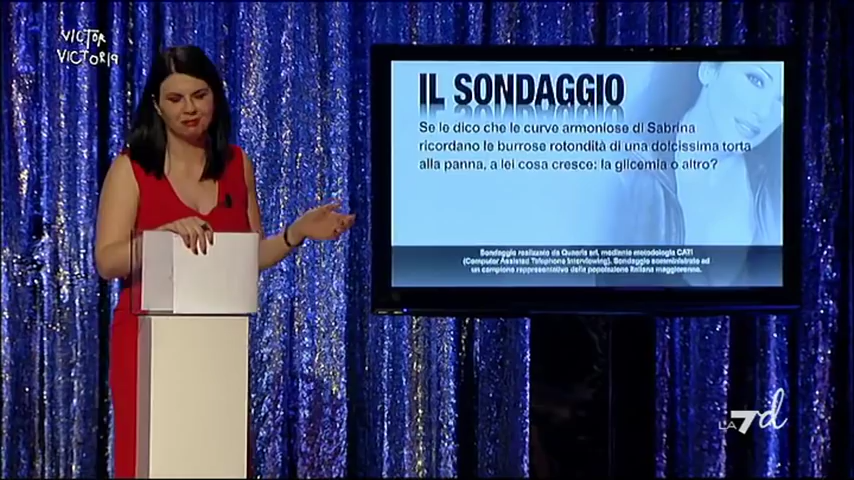 VICTOR
VICTORIA
IL SONDAGGIO
Se le dico che le curve armoniose di Sabrina
ricordano le burrose rotondità di una dolcissima torta
alla panna, a lei cosa cresce: la glicemia o altro?
Sondaggio realizzato da Quaeris srl, mediante metodologia CATI
(Computer Assisted Telephone Interviewing). Sondaggio somministrato ad
un campione rappresentativo della popolazione italiana maggiorenne.
LA7d